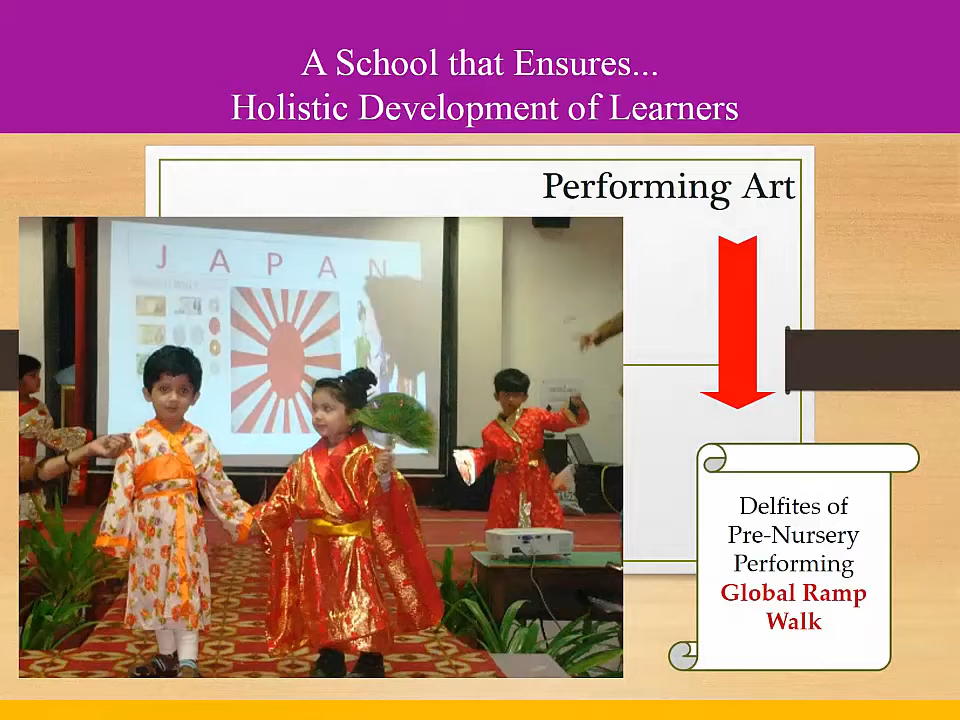 A School that Ensures...
Holistic Development of Learners
Performing Art
J A P A N
Delfites of
Pre-Nursery
Performing
Global Ramp
Walk